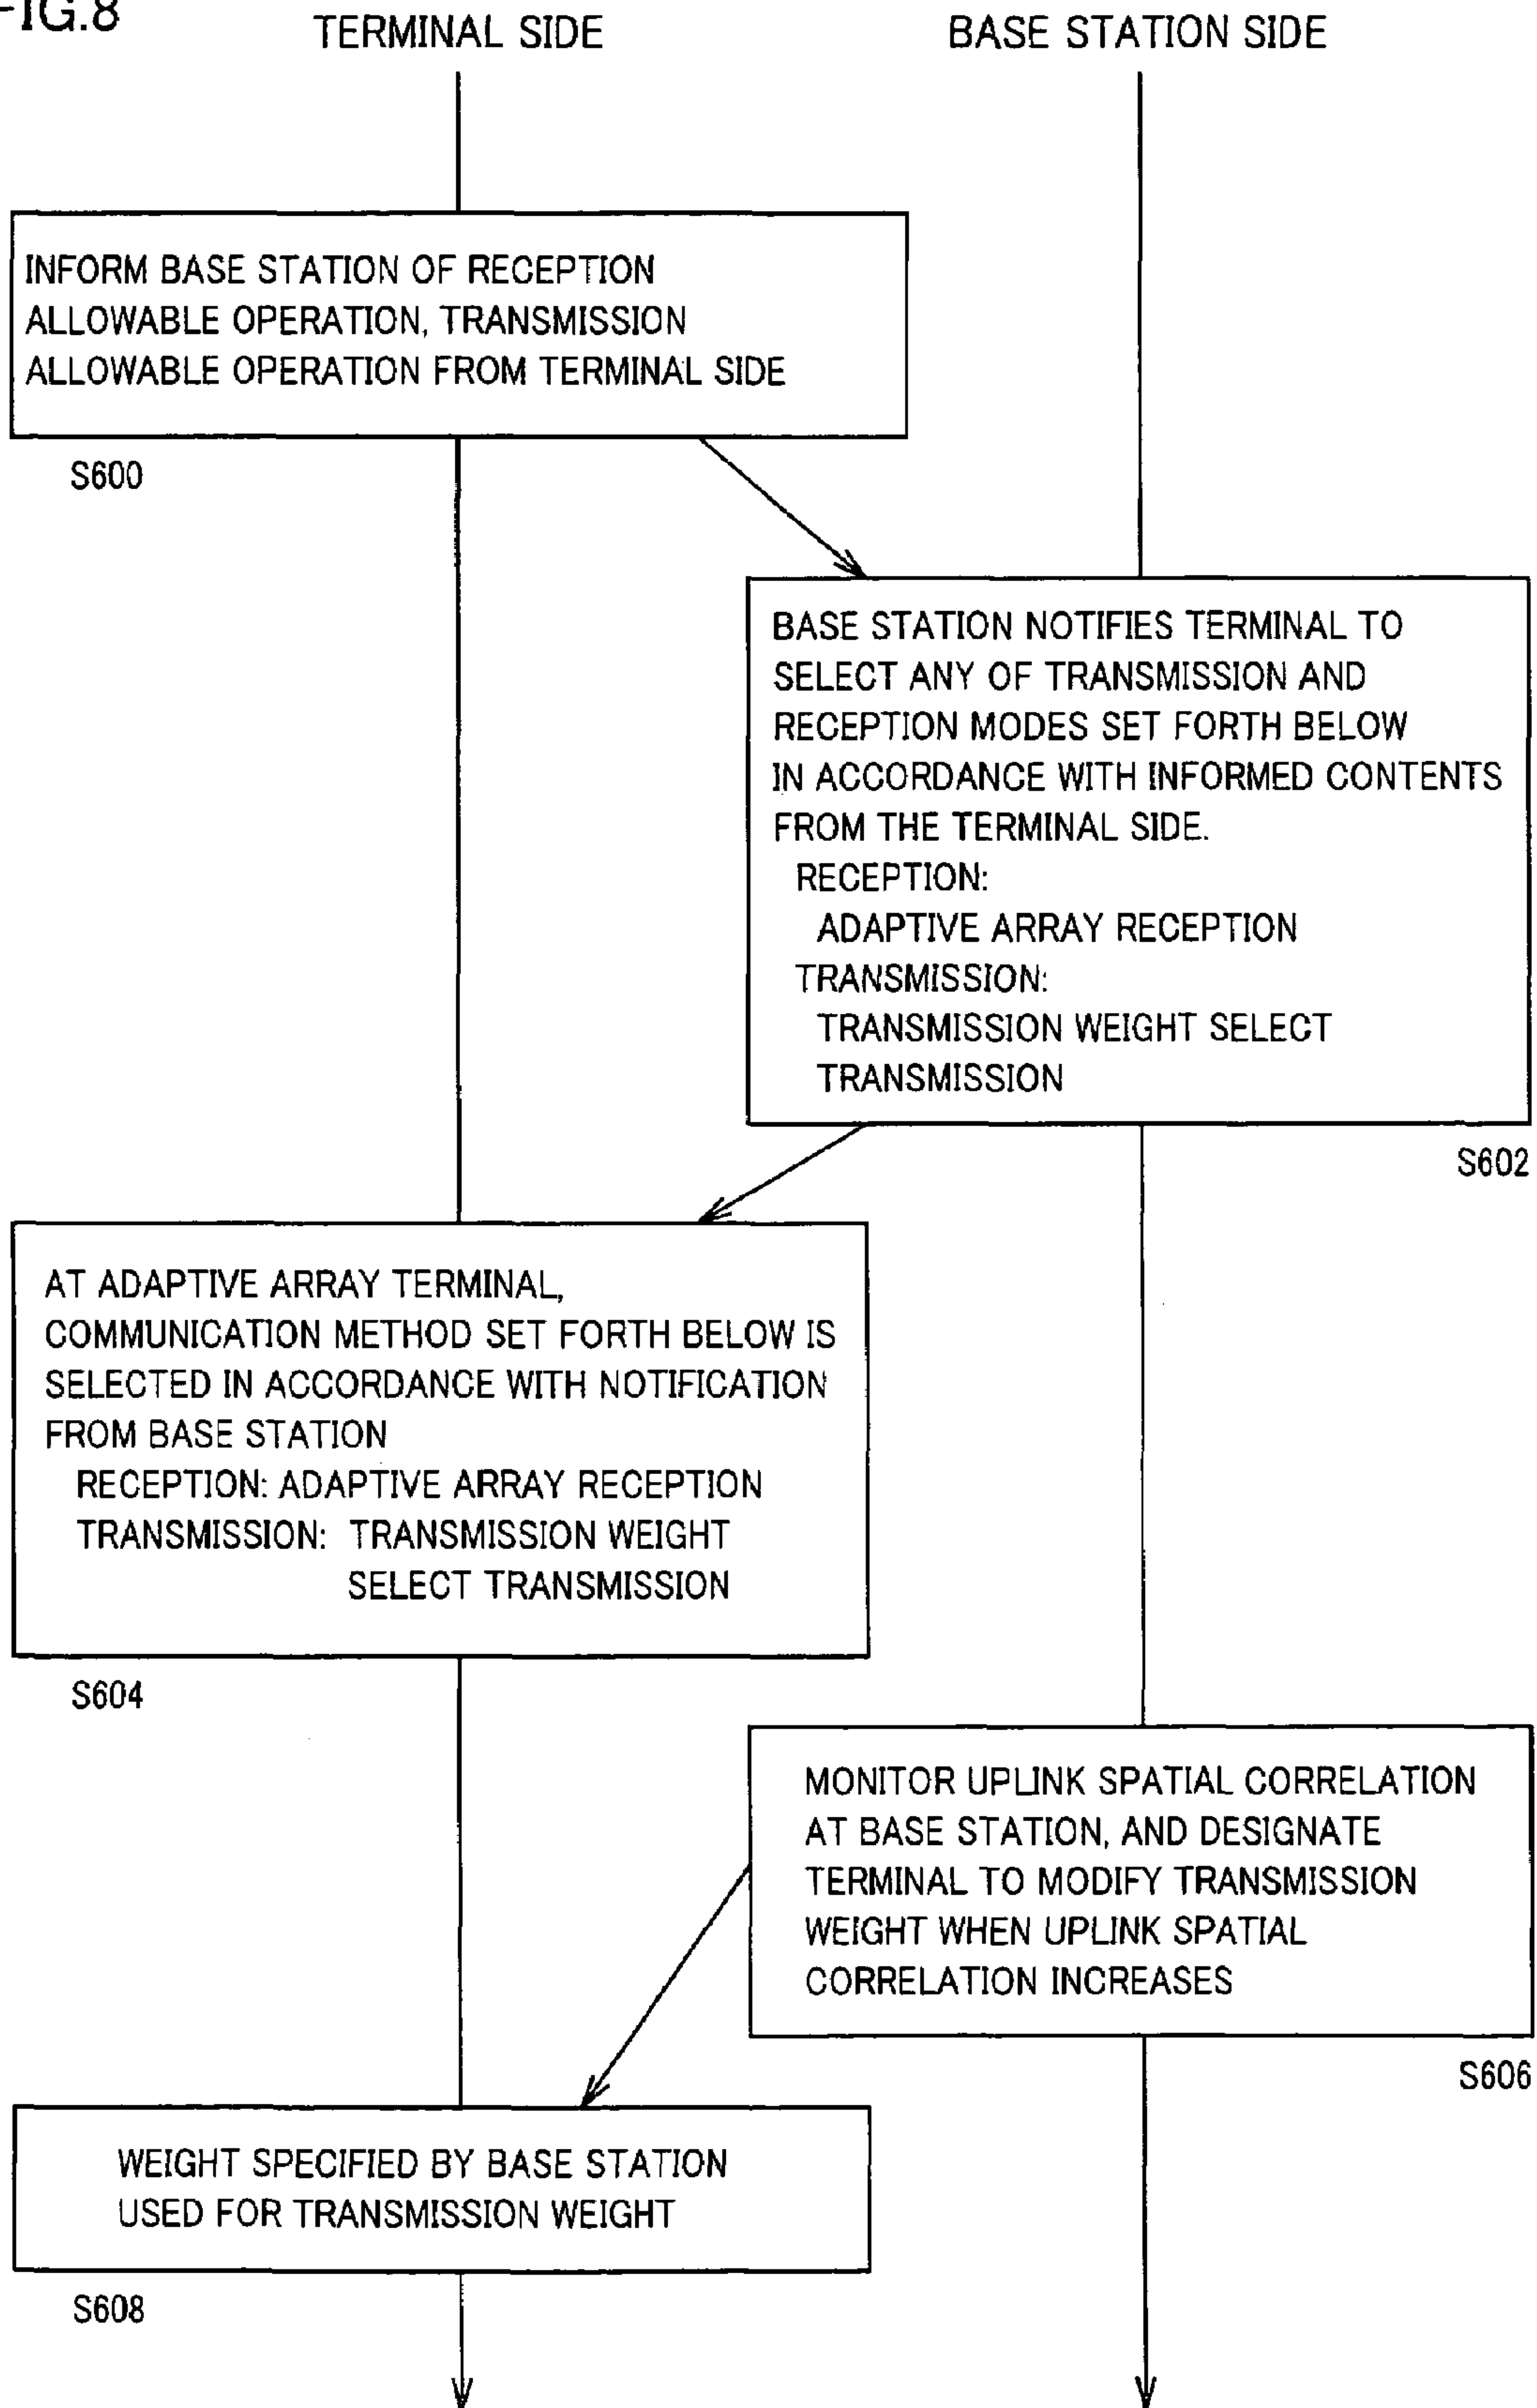 FIG.8
TERMINAL SIDE
BASE STATION SIDE
INFORM BASE STATION OF RECEPTION
ALLOWABLE OPERATION, TRANSMISSION
ALLOWABLE OPERATION FROM TERMINAL SIDE
S600
BASE STATION NOTIFIES TERMINAL TO
SELECT ANY OF TRANSMISSION AND
RECEPTION MODES SET FORTH BELOW
IN ACCORDANCE WITH INFORMED CONTENTS
FROM THE TERMINAL SIDE.
RECEPTION:
ADAPTIVE ARRAY RECEPTION
TRANSMISSION:
TRANSMISSION WEIGHT SELECT
TRANSMISSION
S602
AT ADAPTIVE ARRAY TERMINAL,
COMMUNICATION METHOD SET FORTH BELOW IS
SELECTED IN ACCORDANCE WITH NOTIFICATION
FROM BASE STATION
RECEPTION: ADAPTIVE ARRAY RECEPTION
TRANSMISSION: TRANSMISSION WEIGHT
SELECT TRANSMISSION
S604
MONITOR UPLINK SPATIAL CORRELATION
AT BASE STATION, AND DESIGNATE
TERMINAL TO MODIFY TRANSMISSION
WEIGHT WHEN UPLINK SPATIAL
CORRELATION INCREASES
S606
WEIGHT SPECIFIED BY BASE STATION
USED FOR TRANSMISSION WEIGHT
S608